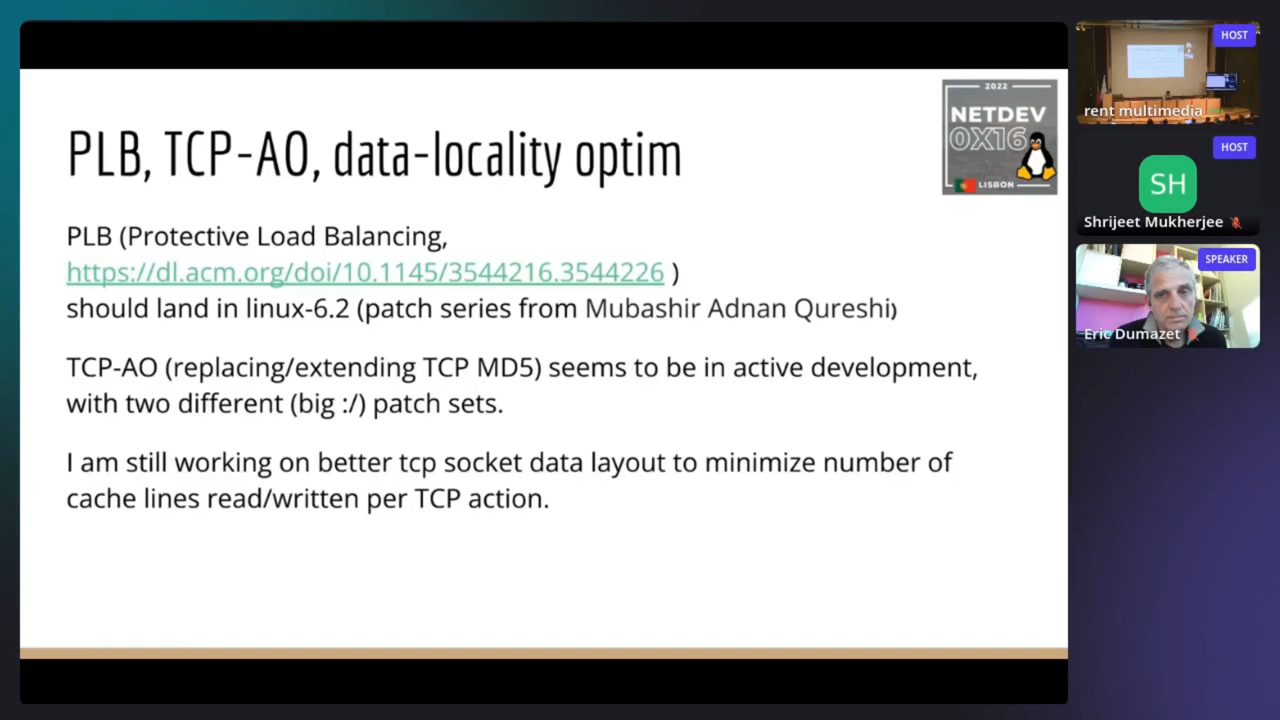 PLB, TCP-AO, data-locality optim
2022
NETDEV
0X16
LISBON
PLB (Protective Load Balancing,
https://dl.acm.org/doi/10.1145/3544216.3544226 )
should land in linux-6.2 (patch series from Mubashir Adnan Qureshi)
TCP-AO (replacing/extending TCP MD5) seems to be in active development,
with two different (big :/) patch sets.
I am still working on better tcp socket data layout to minimize number of
cache lines read/written per TCP action.
HOST
rent multimedia
HOST
SH
Shrijeet Mukherjee
SPEAKER
Eric Dumazet